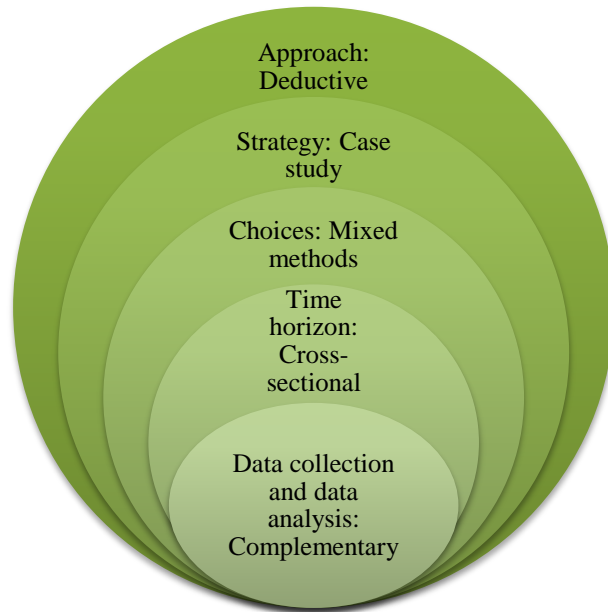 Approach:
Deductive
Strategy: Case
study
Choices: Mixed
methods
Time
horizon:
Cross-
sectional
Data collection
and data
analysis:
Complementary